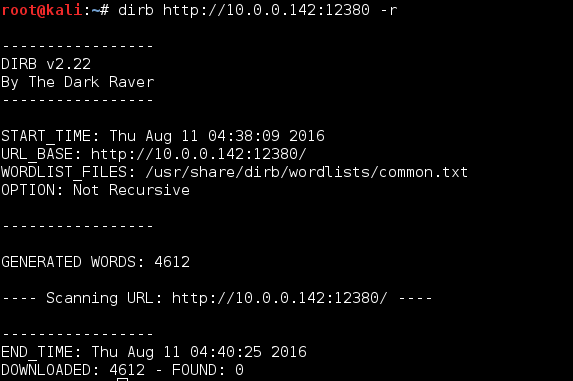 root@kali:~# dirb http://10.0.0.142:12380 -r
-----------------
DIRB v2.22
By The Dark Raver
-----------------
START_TIME: Thu Aug 11 04:38:09 2016
URL_BASE: http://10.0.0.142:12380/
WORDLIST_FILES: /usr/share/dirb/wordlists/common.txt
OPTION: Not Recursive
-----------------
GENERATED WORDS: 4612
---- Scanning URL: http://10.0.0.142:12380/ ----
-----------------
END_TIME: Thu Aug 11 04:40:25 2016
DOWNLOADED: 4612 - FOUND: 0